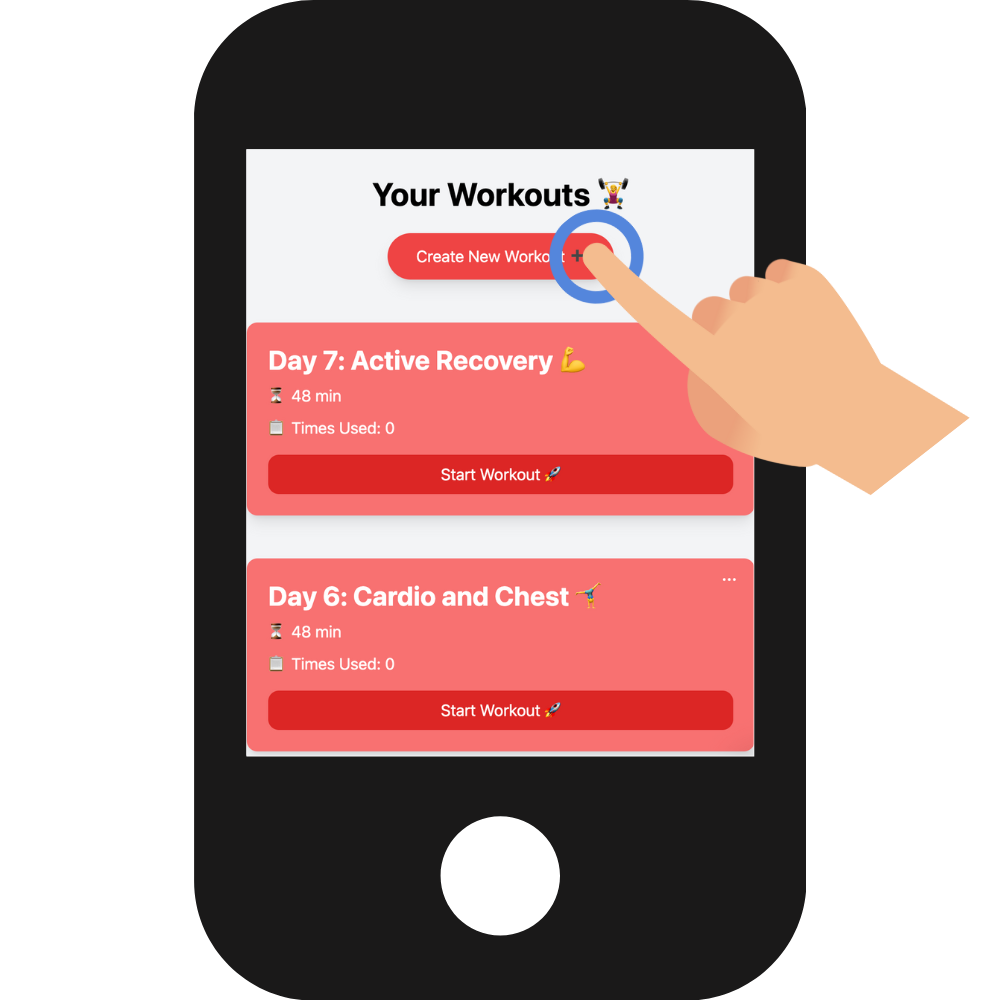 Your Workouts 🏋️‍♀️
Create New Workout ➕
Day 7: Active Recovery 💪
⏳ 48 min
📋 Times Used: 0
Start Workout 🚀
...
Day 6: Cardio and Chest 🤸‍♂️
⏳ 48 min
📋 Times Used: 0
Start Workout 🚀